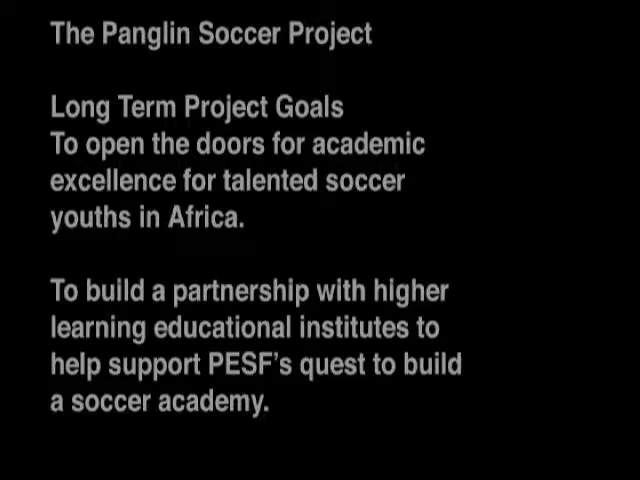 The Panglin Soccer Project
Long Term Project Goals
To open the doors for academic
excellence for talented soccer
youths in Africa.
To build a partnership with higher
learning educational institutes to
help support PESF’s quest to build
a soccer academy.